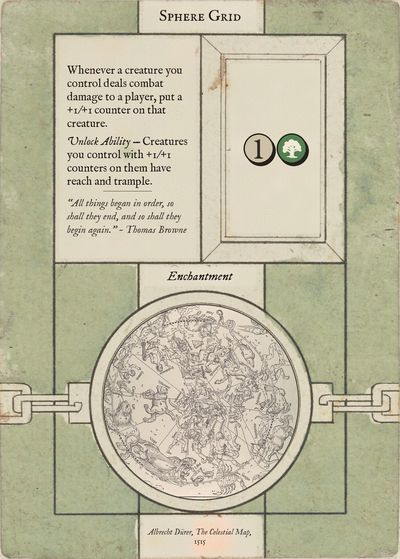 Sphere Grid
Whenever a creature you
control deals combat
damage to a player, put a
+1/+1 counter on that
creature.
Unlock Ability — Creatures
you control with +1/+1
counters on them have
reach and trample.
"All things began in order, so
shall they end, and so shall they
begin again." - Thomas Browne
1
Enchantment
Albrecht Dürer, The Celestial Map,
1515